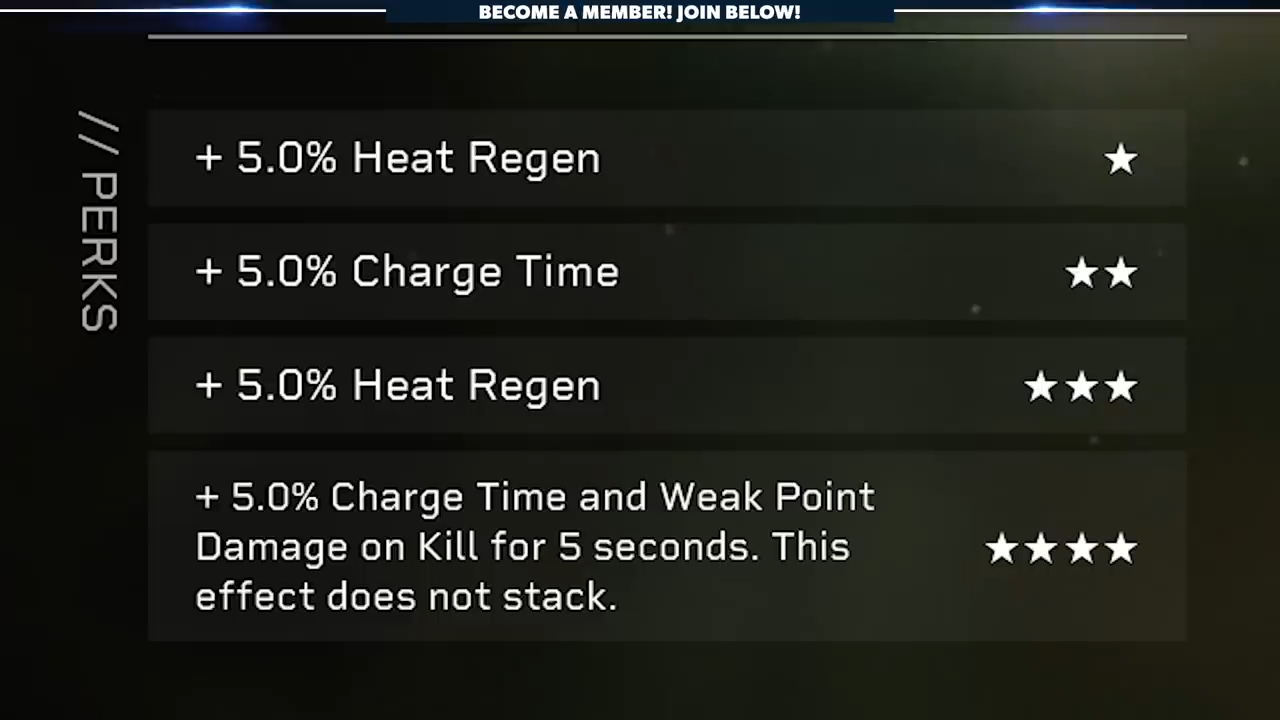 BECOME A MEMBER! JOIN BELOW!
// PERKS
+ 5.0% Heat Regen
+ 5.0% Charge Time
+ 5.0% Heat Regen
+ 5.0% Charge Time and Weak Point
Damage on Kill for 5 seconds. This
effect does not stack.